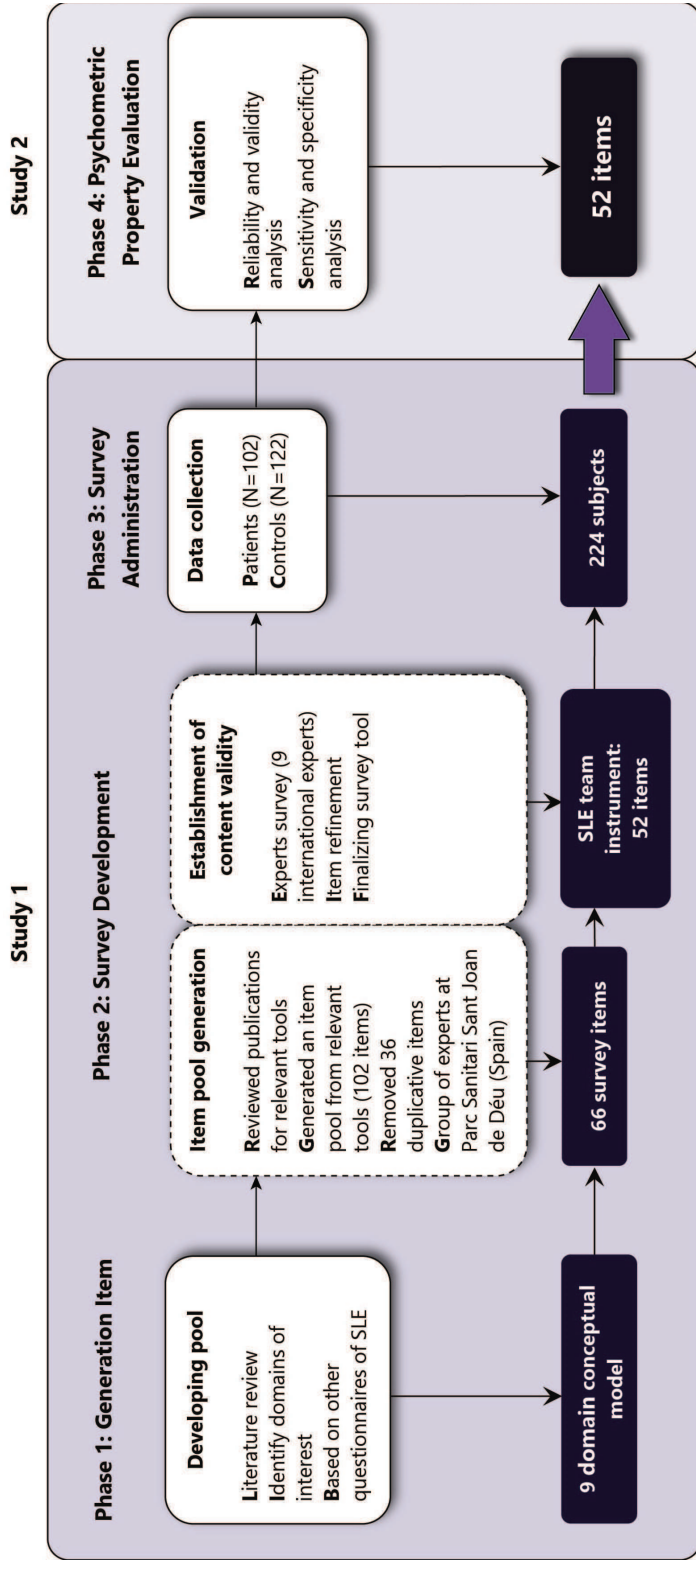 Study 1
Study 2
Phase 1: Generation Item
Phase 2: Survey Development
Phase 3: Survey
Administration
Phase 4: Psychometric
Property Evaluation
Developing pool
Literature review
Identify domains of
interest
Based on other
questionnaires of SLE
Item pool generation
Reviewed publications
for relevant tools
Generated an item
pool from relevant
tools (102 items)
Removed 36
duplicative items
Group of experts at
Parc Sanitari Sant Joan
de Déu (Spain)
Establishment of
content validity
Experts survey (9
international experts)
Item refinement
Finalizing survey tool
Data collection
Patients (N=102)
Controls (N=122)
Validation
Reliability and validity
analysis
Sensitivity and specificity
analysis
9 domain conceptual
model
66 survey items
SLE team
instrument:
52 items
224 subjects
52 items